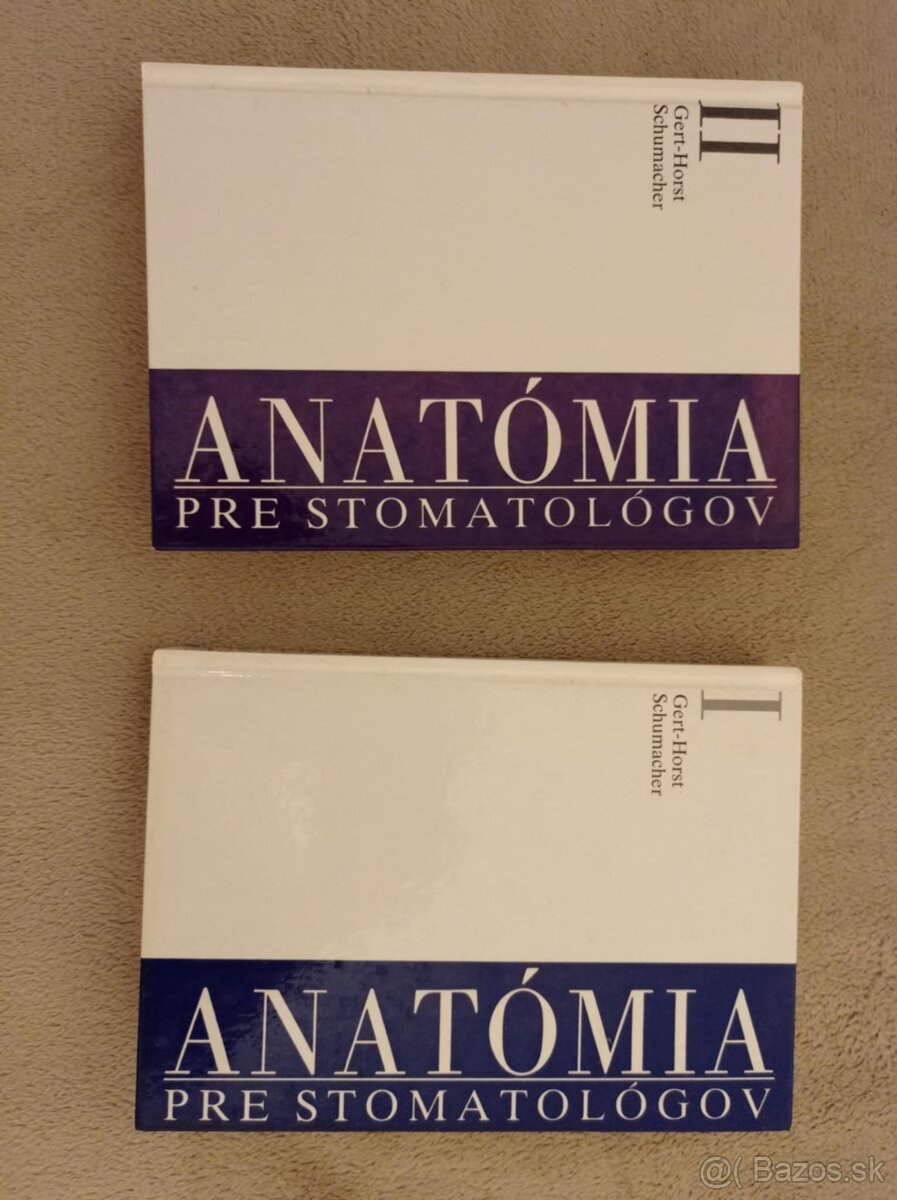 II
Gert-Horst
Schumacher
ANATÓMIA
PRE STOMATOLÓGOV
I
Gert-Horst
Schumacher
ANATÓMIA
PRE STOMATOLÓGOV
@( Bazos.sk